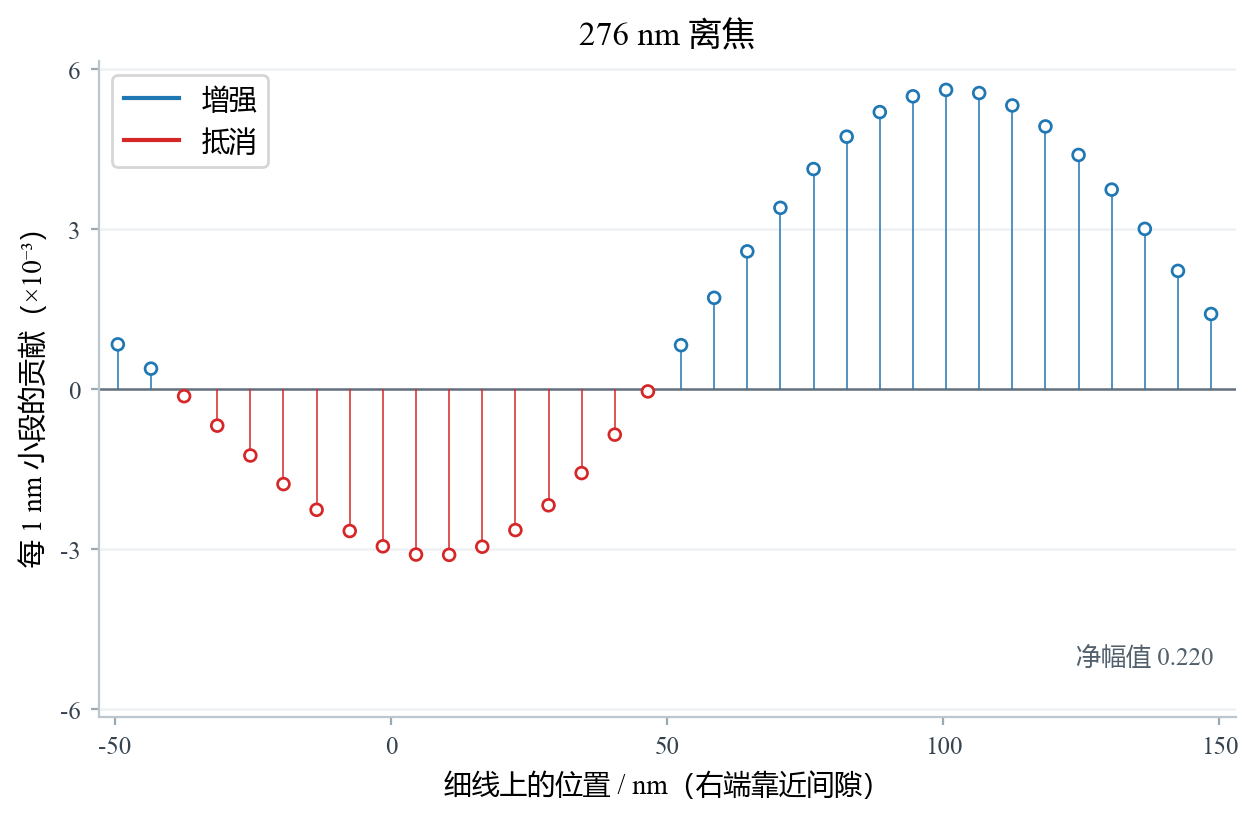 276 nm 离焦
增强
抵消
6
3
0
-3
-6
每 1 nm 小段的贡献（×10⁻³）
净幅值 0.220
-50
0
50
100
150
细线上的位置 / nm（右端靠近间隙）